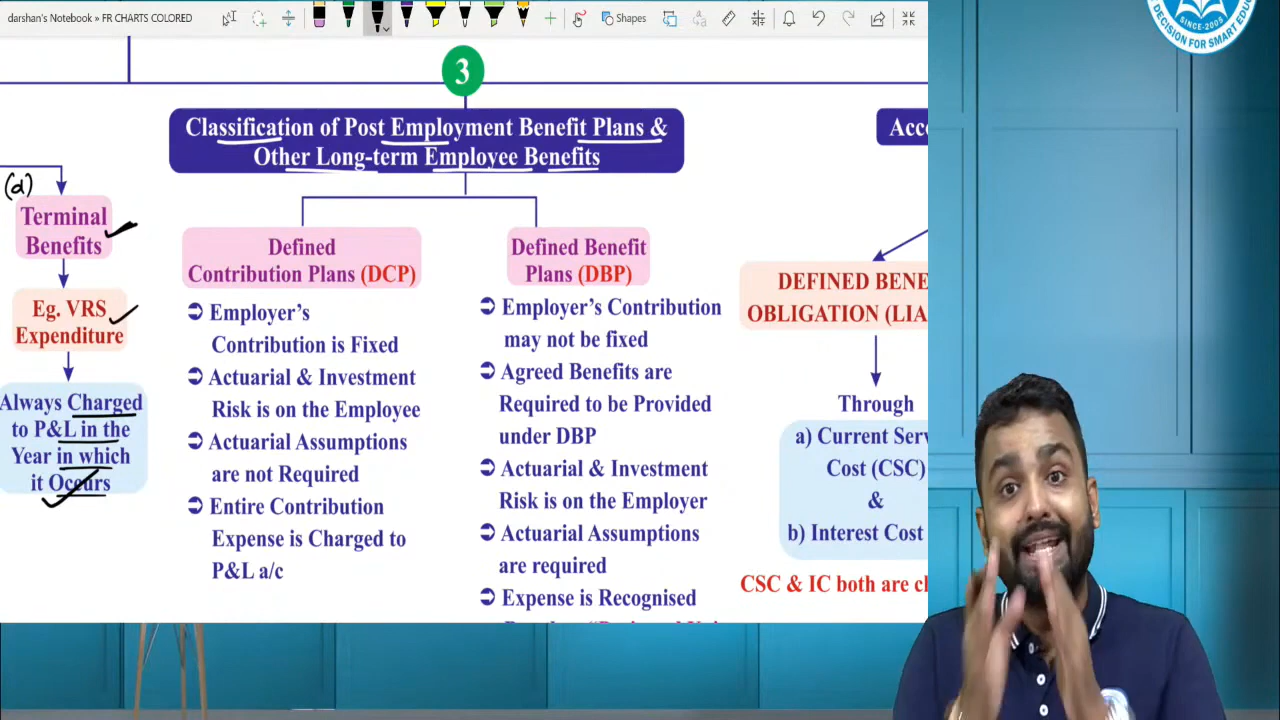 darshan's Notebook » FR CHARTS COLORED
Shapes
DECISION FOR SMART
SINCE-2005
3
Classification of Post Employment Benefit Plans &
Other Long-term Employee Benefits
(d)
Terminal
Benefits
Eg. VRS
Expenditure
Always Charged
to P&L in the
Year in which
it Occurs
Defined
Contribution Plans (DCP)
➲ Employer's
Contribution is Fixed
➲ Actuarial & Investment
Risk is on the Employee
➲ Actuarial Assumptions
are not Required
➲ Entire Contribution
Expense is Charged to
P&L a/c
Defined Benefit
Plans (DBP)
➲ Employer's Contribution
may not be fixed
➲ Agreed Benefits are
Required to be Provided
under DBP
➲ Actuarial & Investment
Risk is on the Employer
➲ Actuarial Assumptions
are required
➲ Expense is Recognised
DEFINED
OBLIGATION
Through
a) Current
Cost (CSC)
&
b) Interest Cost
CSC & IC both are